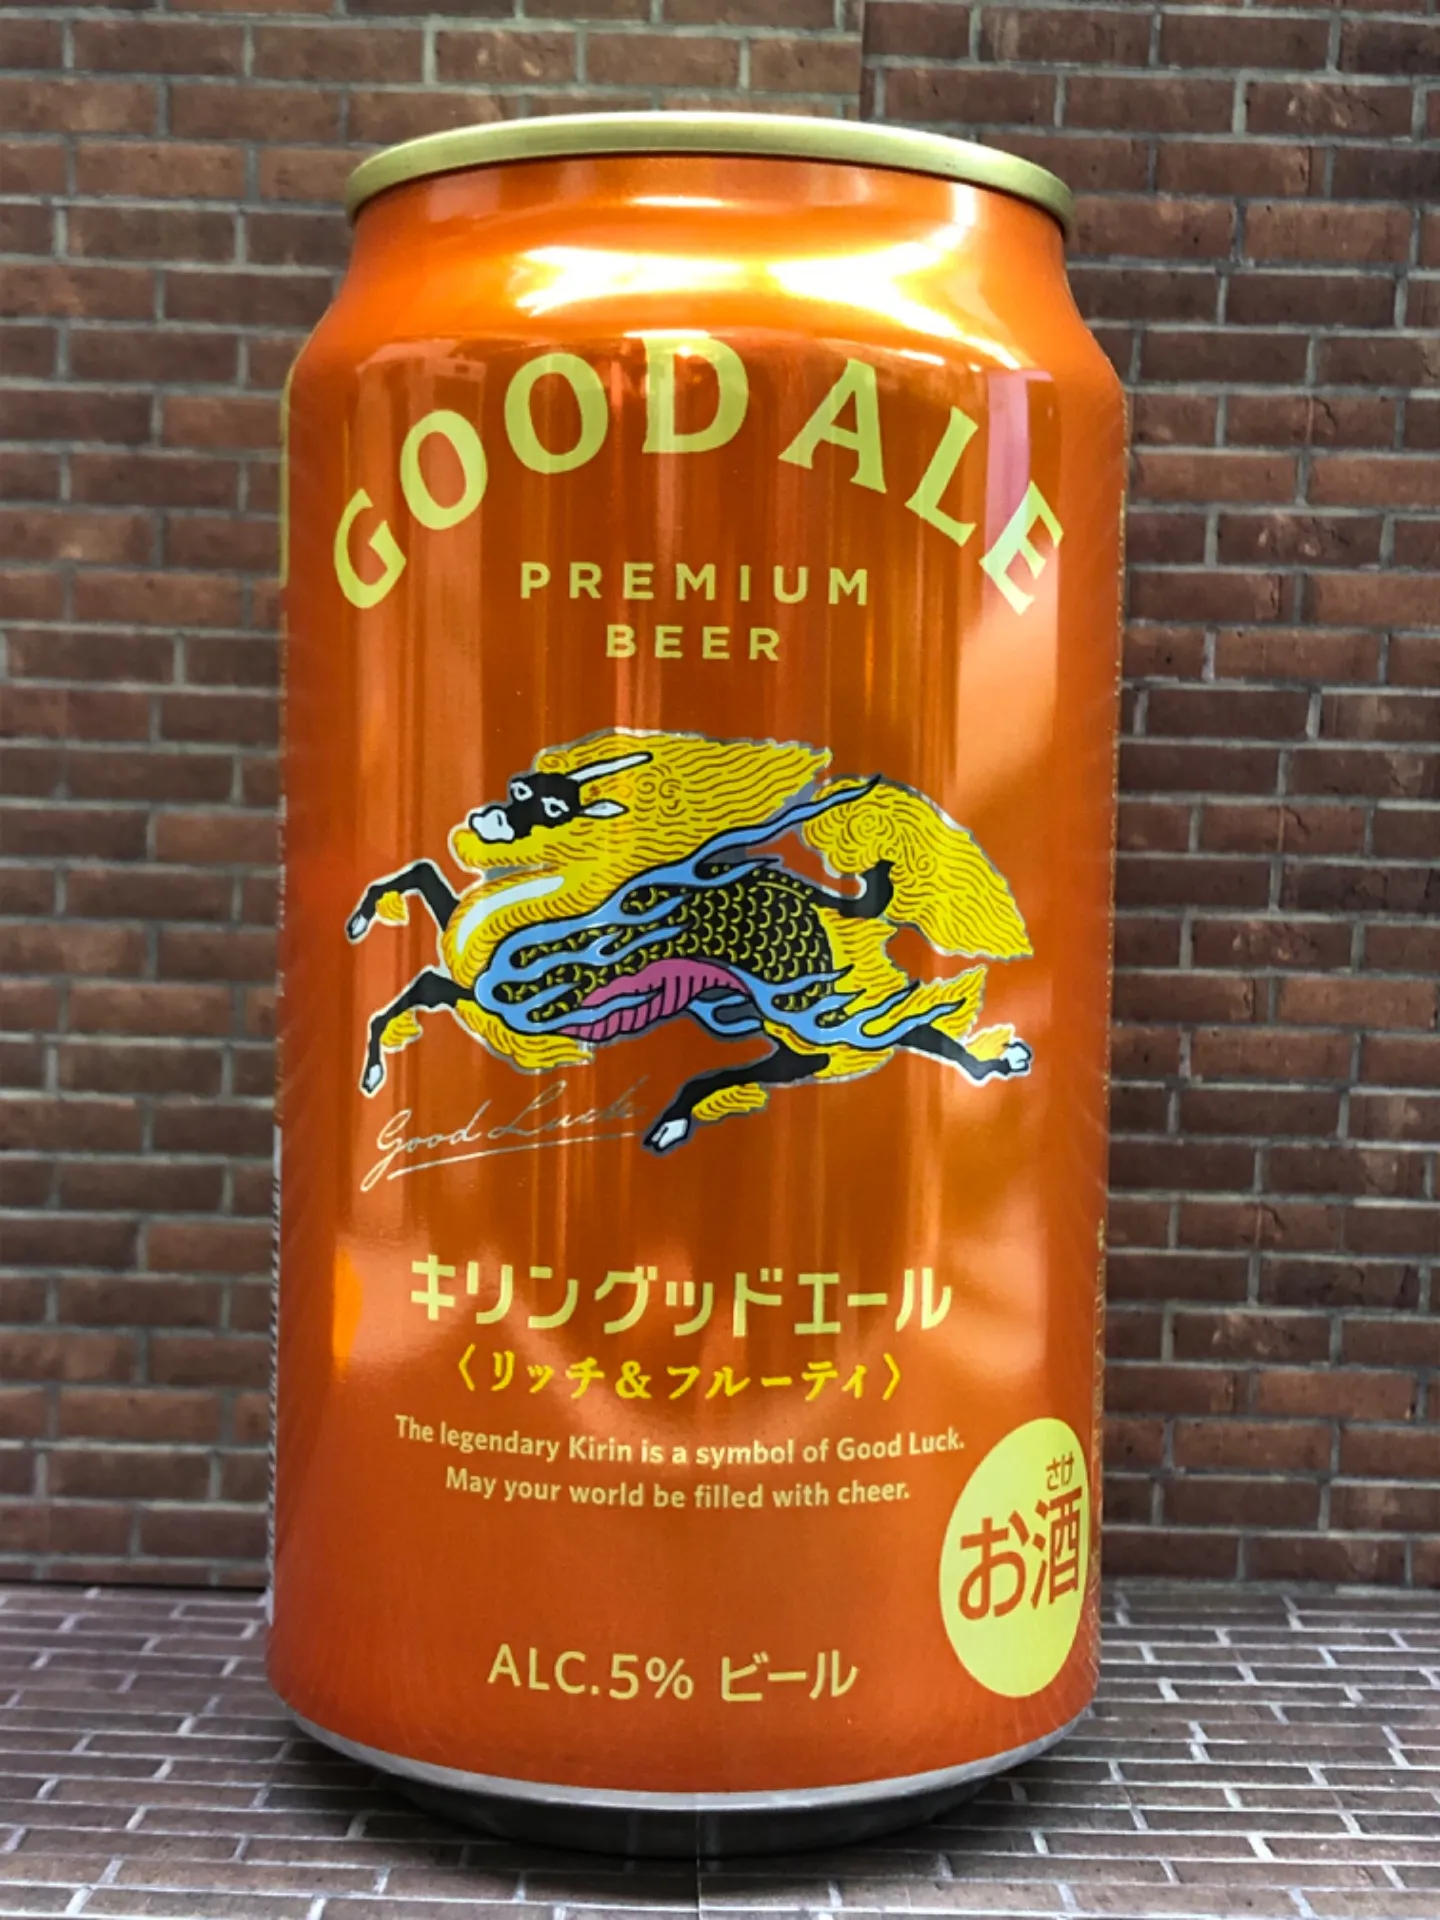 GOOD ALE
PREMIUM
BEER
Good Luck
キリングッドエール
〈リッチ&フルーティ〉
The legendary Kirin is a symbol of Good Luck.
May your world be filled with cheer.
さけ
お酒
ALC.5% ビール